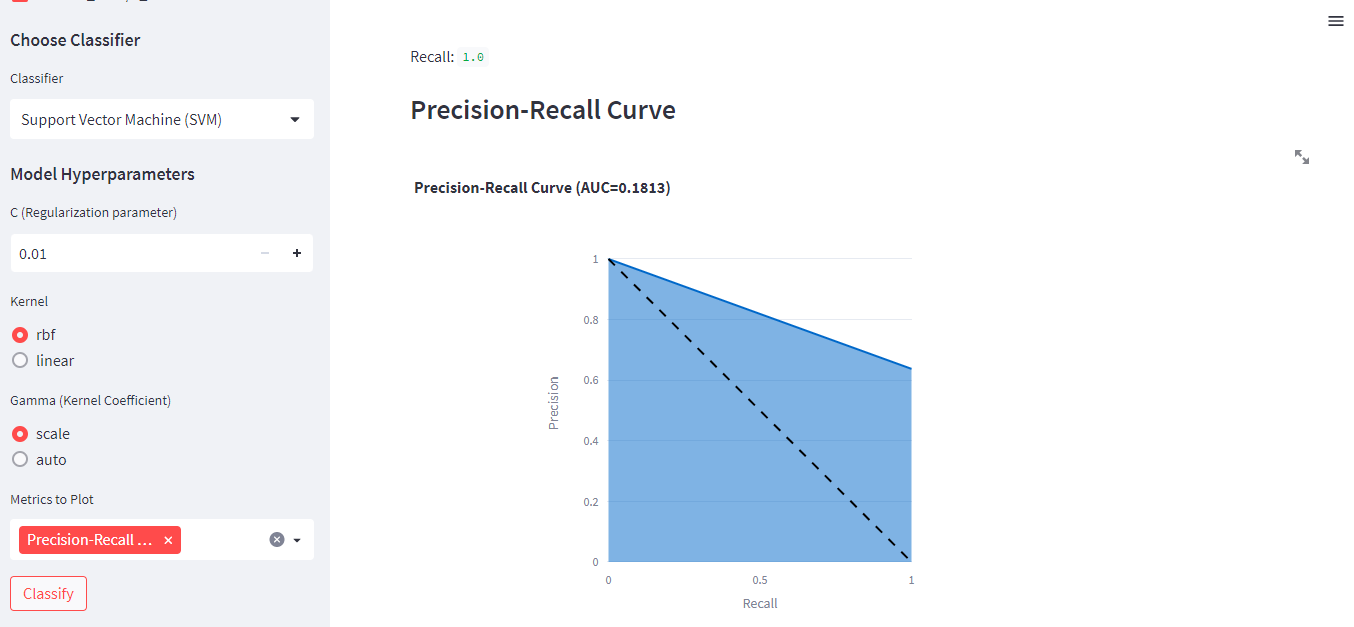 Choose Classifier
Classifier
Support Vector Machine (SVM)
Model Hyperparameters
C (Regularization parameter)
0.01
Kernel
rbf
linear
Gamma (Kernel Coefficient)
scale
auto
Metrics to Plot
Precision-Recall ...
Classify
Recall: 1.0
Precision-Recall Curve
Precision-Recall Curve (AUC=0.1813)
Precision
1
0.8
0.6
0.4
0.2
0
0 0.5 1
Recall